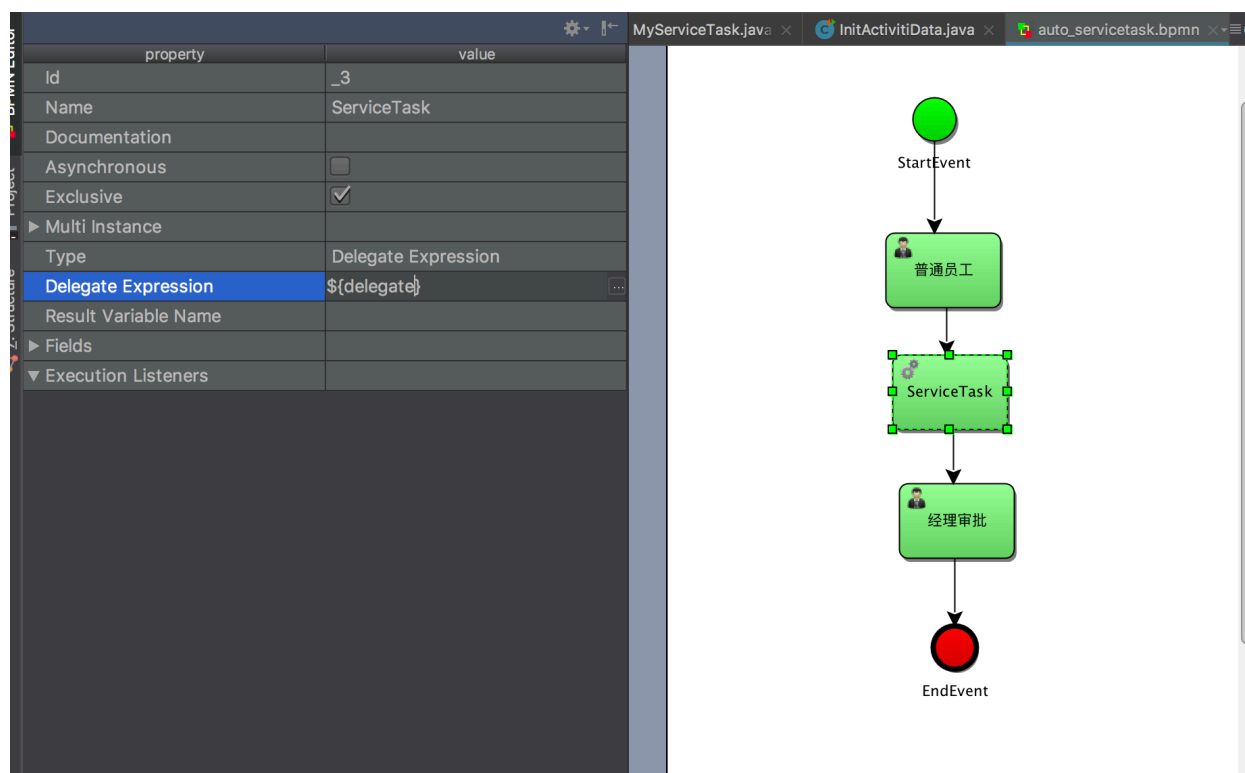 MyServiceTask.java
InitActivitiData.java
auto_servicetask.bpmn
property value
Id _3
Name ServiceTask
Documentation
Asynchronous
Exclusive
Multi Instance
Type Delegate Expression
Delegate Expression ${delegate}
Result Variable Name
Fields
Execution Listeners
StartEvent
普通员工
ServiceTask
经理审批
EndEvent